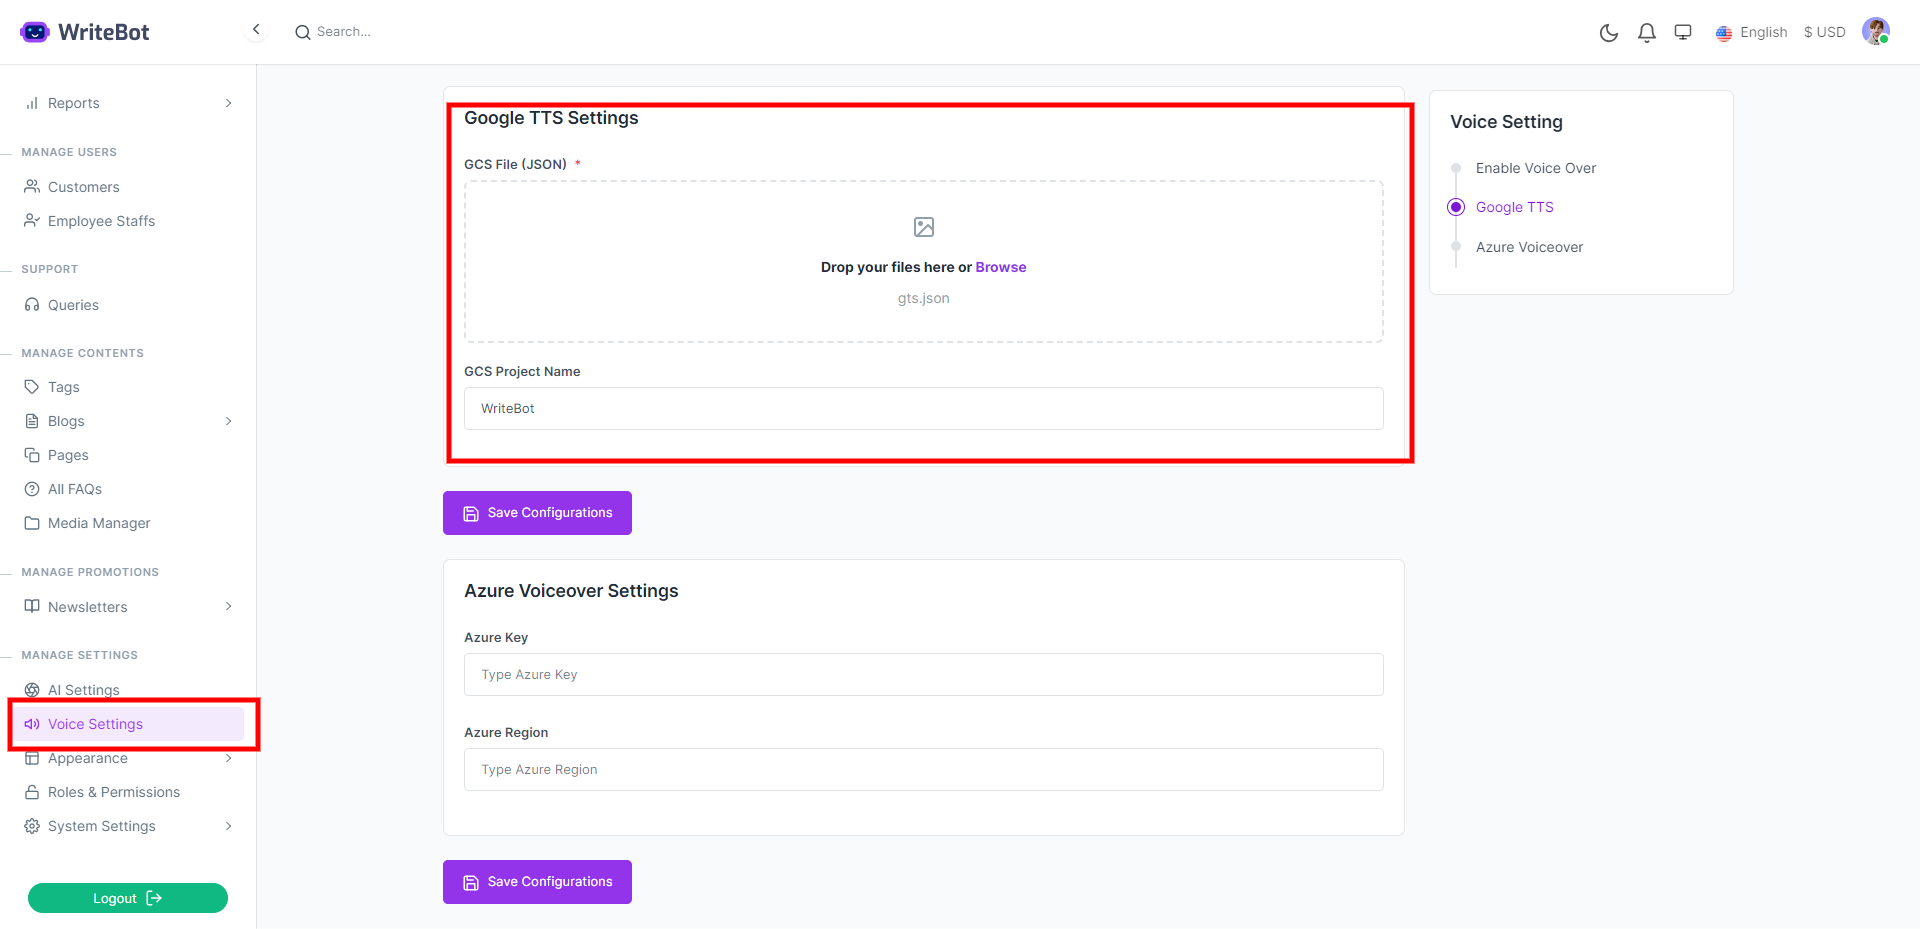 WriteBot
Search...
English
$ USD
Reports
MANAGE USERS
Customers
Employee Staffs
SUPPORT
Queries
MANAGE CONTENTS
Tags
Blogs
Pages
All FAQs
Media Manager
MANAGE PROMOTIONS
Newsletters
MANAGE SETTINGS
AI Settings
Voice Settings
Appearance
Roles & Permissions
System Settings
Logout
Google TTS Settings
GCS File (JSON) *
Drop your files here or Browse
gts.json
GCS Project Name
WriteBot
Save Configurations
Azure Voiceover Settings
Azure Key
Type Azure Key
Azure Region
Type Azure Region
Save Configurations
Voice Setting
Enable Voice Over
Google TTS
Azure Voiceover